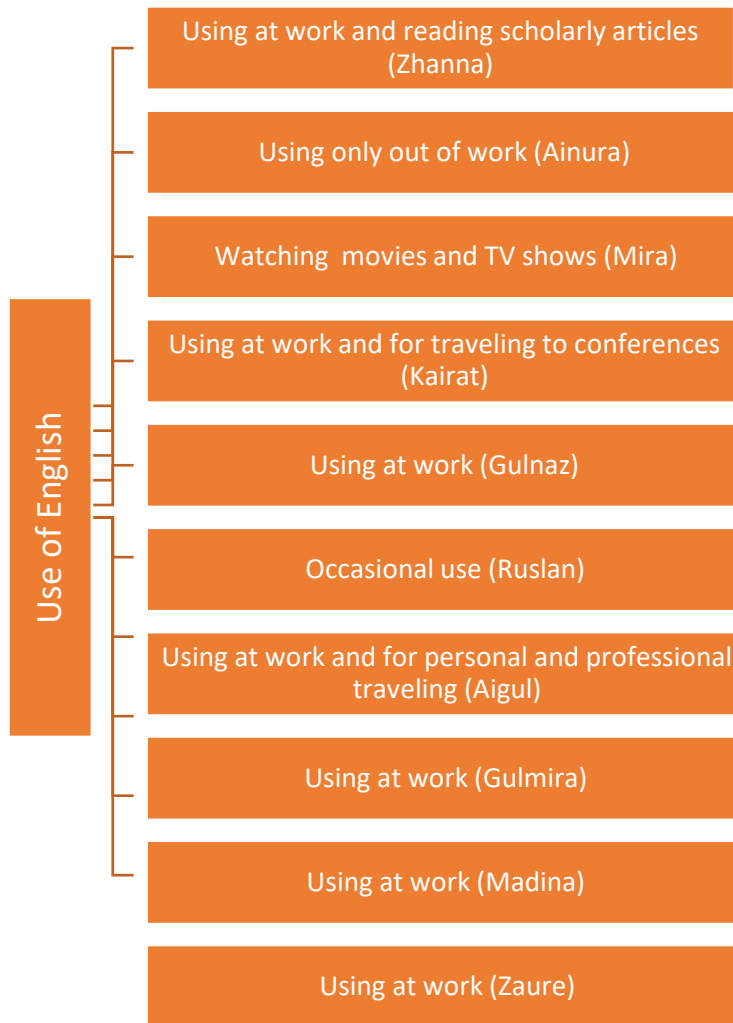 Use of English
Using at work and reading scholarly articles
(Zhanna)
Using only out of work (Ainura)
Watching  movies and TV shows (Mira)
Using at work and for traveling to conferences
(Kairat)
Using at work (Gulnaz)
Occasional use (Ruslan)
Using at work and for personal and professional
traveling (Aigul)
Using at work (Gulmira)
Using at work (Madina)
Using at work (Zaure)